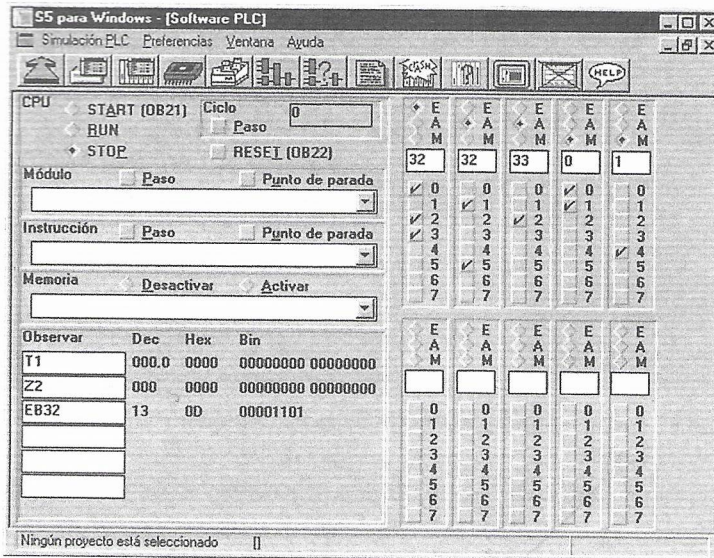 S5 para Windows - [Software PLC]
Simulación PLC Preferencias Ventana Ayuda
CRASH
HELP
CPU
START (OB21)
RUN
STOP
Ciclo
0
Paso
RESET (OB22)
Módulo Paso Punto de parada
Instrucción Paso Punto de parada
Memoria Desactivar Activar
Observar Dec Hex Bin
T1 000.0 0000 00000000 00000000
Z2 000 0000 00000000 00000000
EB32 13 0D 00001101
E E E E E
A A A A A
M M M M M
32 32 33 0 1
0 0 0 0 0
1 1 1 1 1
2 2 2 2 2
3 3 3 3 3
4 4 4 4 4
5 5 5 5 5
6 6 6 6 6
7 7 7 7 7
E E E E E
A A A A A
M M M M M
0 0 0 0 0
1 1 1 1 1
2 2 2 2 2
3 3 3 3 3
4 4 4 4 4
5 5 5 5 5
6 6 6 6 6
7 7 7 7 7
Ningún proyecto está seleccionado []